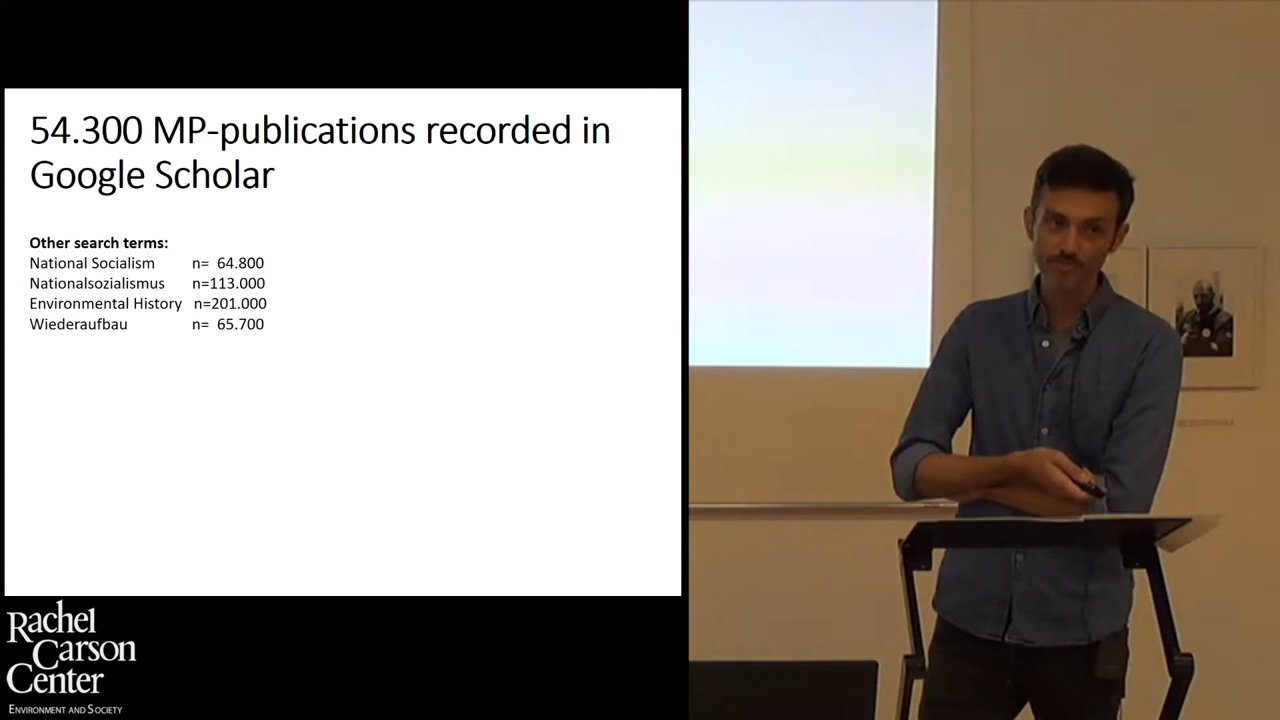 54.300 MP-publications recorded in
Google Scholar
Other search terms:
National Socialism n= 64.800
Nationalsozialismus n=113.000
Environmental History n=201.000
Wiederaufbau n= 65.700
Rachel
Carson
Center
ENVIRONMENT AND SOCIETY